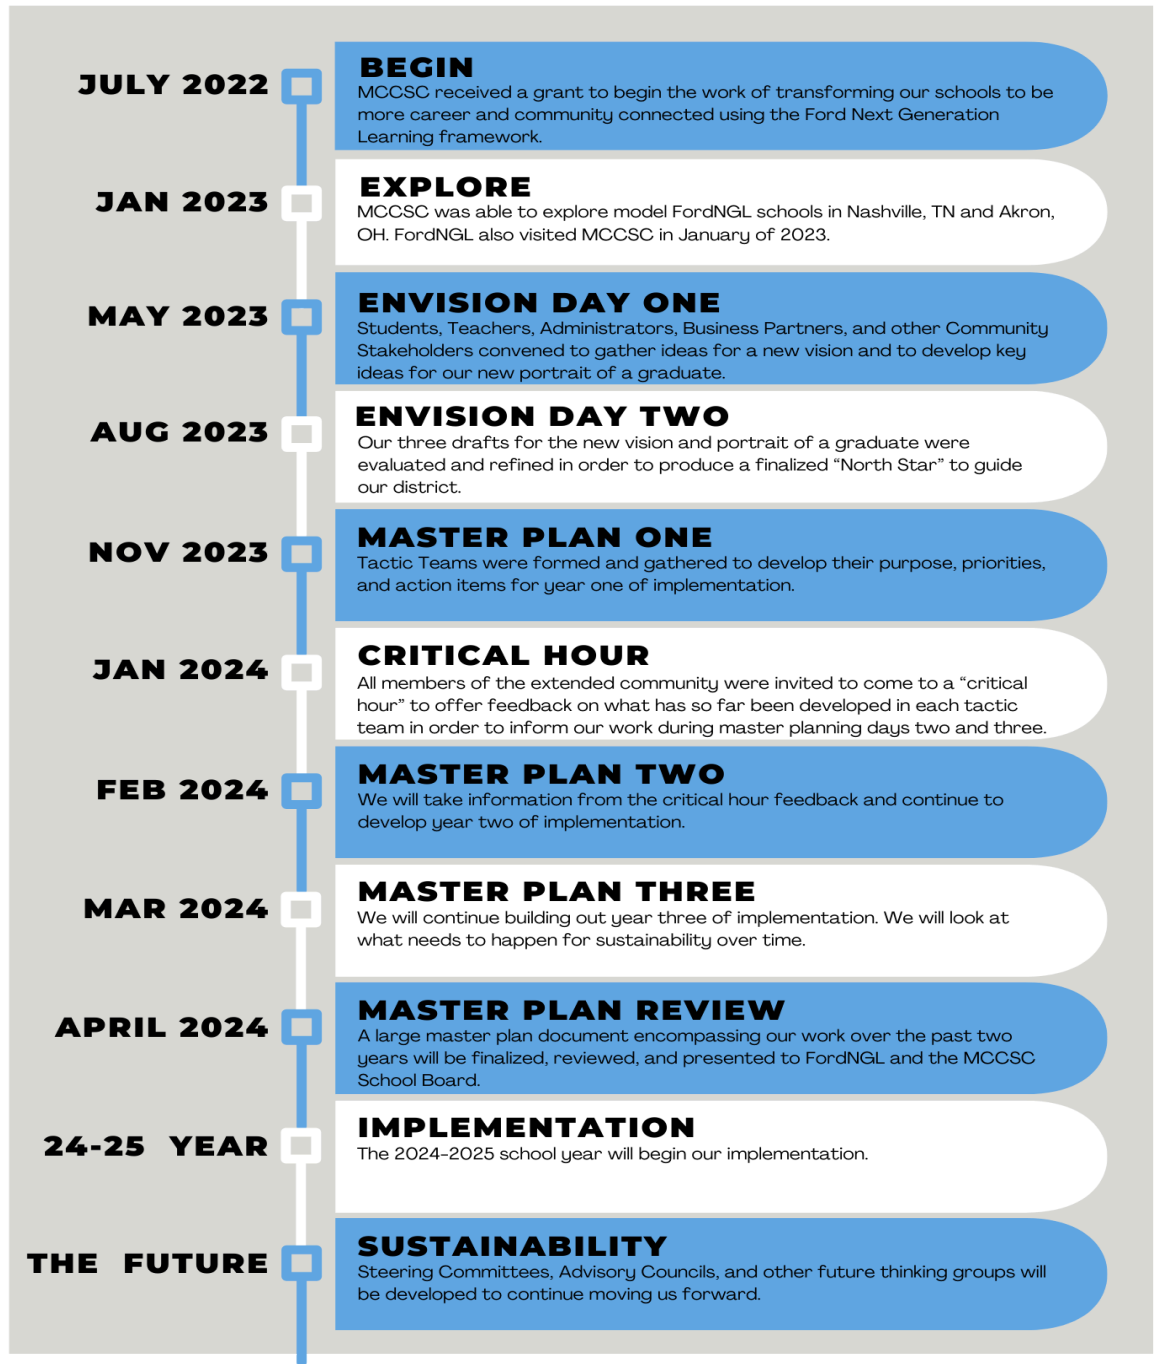 JULY 2022
BEGIN
MCCSC received a grant to begin the work of transforming our schools to be
more career and community connected using the Ford Next Generation
Learning framework.
JAN 2023
EXPLORE
MCCSC was able to explore model FordNGL schools in Nashville, TN and Akron,
OH. FordNGL also visited MCCSC in January of 2023.
MAY 2023
ENVISION DAY ONE
Students, Teachers, Administrators, Business Partners, and other Community
Stakeholders convened to gather ideas for a new vision and to develop key
ideas for our new portrait of a graduate.
AUG 2023
ENVISION DAY TWO
Our three drafts for the new vision and portrait of a graduate were
evaluated and refined in order to produce a finalized “North Star” to guide
our district.
NOV 2023
MASTER PLAN ONE
Tactic Teams were formed and gathered to develop their purpose, priorities,
and action items for year one of implementation.
JAN 2024
CRITICAL HOUR
All members of the extended community were invited to come to a “critical
hour” to offer feedback on what has so far been developed in each tactic
team in order to inform our work during master planning days two and three.
FEB 2024
MASTER PLAN TWO
We will take information from the critical hour feedback and continue to
develop year two of implementation.
MAR 2024
MASTER PLAN THREE
We will continue building out year three of implementation. We will look at
what needs to happen for sustainability over time.
APRIL 2024
MASTER PLAN REVIEW
A large master plan document encompassing our work over the past two
years will be finalized, reviewed, and presented to FordNGL and the MCCSC
School Board.
24-25 YEAR
IMPLEMENTATION
The 2024-2025 school year will begin our implementation.
THE FUTURE
SUSTAINABILITY
Steering Committees, Advisory Councils, and other future thinking groups will
be developed to continue moving us forward.